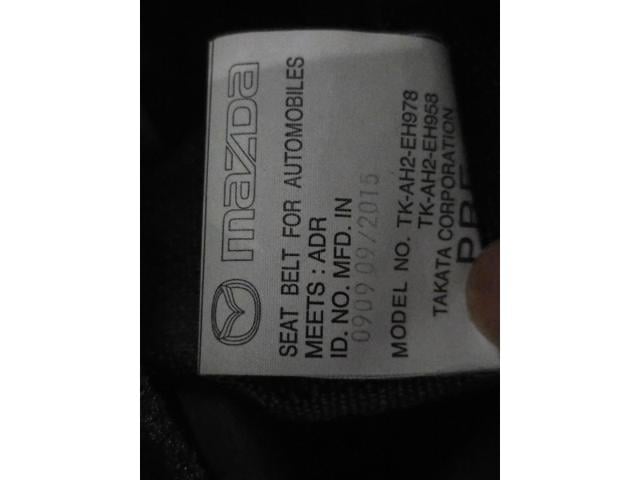 mazda
SEAT BELT FOR AUTOMOBILES
MEETS : ADR
ID. NO. MFD. IN
0909 09/2015
MODEL NO. TK-AH2-EH978
TK-AH2-EH958
TAKATA CORPORATION